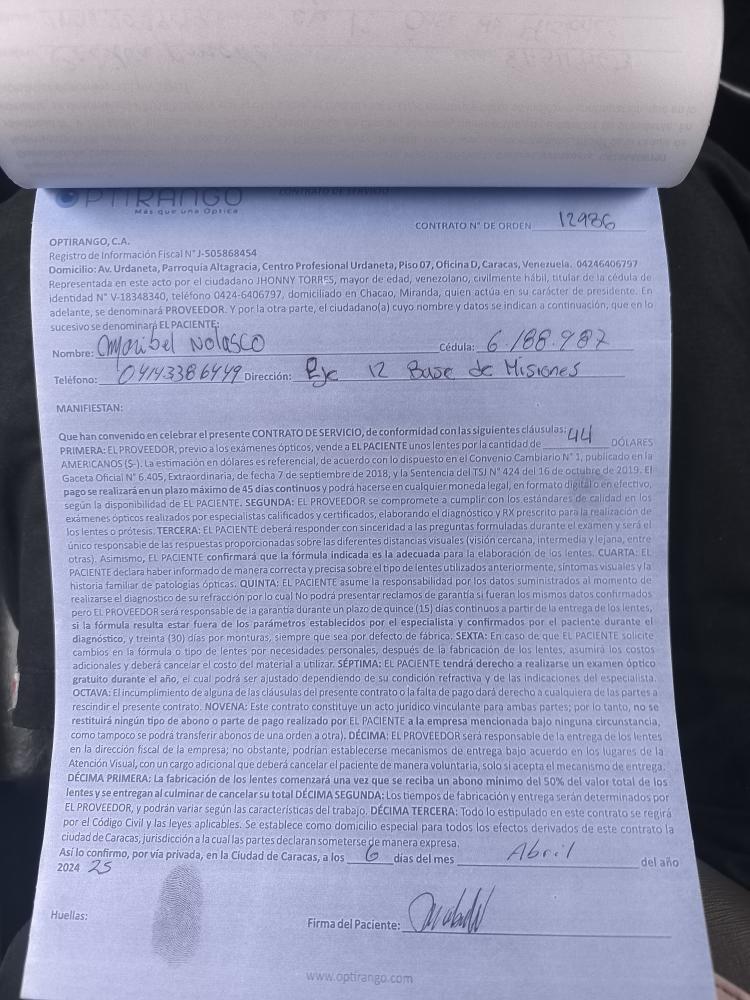 OPTIRANGO CONTRATO DE SERVICIO
Más que una Óptica
CONTRATO N° DE ORDEN 12986
OPTIRANGO, C.A.
Registro de Información Fiscal N° J-505868454
Domicilio: Av. Urdaneta, Parroquia Altagracia, Centro Profesional Urdaneta, Piso 07, Oficina D, Caracas, Venezuela. 04246406797
Representada en este acto por el ciudadano JHONNY TORRES, mayor de edad, venezolano, civilmente hábil, titular de la cédula de
identidad N° V-18348340, teléfono 0424-6406797, domiciliado en Chacao, Miranda, quien actúa en su carácter de presidente. En
adelante, se denominará PROVEEDOR. Y por la otra parte, el ciudadano(a) cuyo nombre y datos se indican a continuación, que en lo
sucesivo se denominará EL PACIENTE:
Nombre: Maribel Nolasco Cédula: 6.188.987
Teléfono: 04143386449 Dirección: Eje 12 Base de Misiones
MANIFIESTAN:
Que han convenido en celebrar el presente CONTRATO DE SERVICIO, de conformidad con las siguientes cláusulas:
PRIMERA: EL PROVEEDOR, previo a los exámenes ópticos, vende a EL PACIENTE unos lentes por la cantidad de 44 DÓLARES
AMERICANOS (S-). La estimación en dólares es referencial, de acuerdo con lo dispuesto en el Convenio Cambiario N° 1, publicado en la
Gaceta Oficial N° 6.405, Extraordinaria, de fecha 7 de septiembre de 2018, y la Sentencia del TSJ N° 424 del 16 de octubre de 2019. El
pago se realizará en un plazo máximo de 45 días continuos y podrá hacerse en cualquier moneda legal, en formato digital o en efectivo,
según la disponibilidad de EL PACIENTE. SEGUNDA: EL PROVEEDOR se compromete a cumplir con los estándares de calidad en los
exámenes ópticos realizados por especialistas calificados y certificados, elaborando el diagnóstico y RX prescrito para la realización de
los lentes o prótesis. TERCERA: EL PACIENTE deberá responder con sinceridad a las preguntas formuladas durante el examen y será el
único responsable de las respuestas proporcionadas sobre las diferentes distancias visuales (visión cercana, intermedia y lejana, entre
otras). Asimismo, EL PACIENTE confirmará que la fórmula indicada es la adecuada para la elaboración de los lentes. CUARTA: EL
PACIENTE declara haber informado de manera correcta y precisa sobre el tipo de lentes utilizados anteriormente, síntomas visuales y la
historia familiar de patologías ópticas. QUINTA: EL PACIENTE asume la responsabilidad por los datos suministrados al momento de
realizarse el diagnostico de su refracción por lo cual No podrá presentar reclamos de garantía si fueran los mismos datos confirmados
pero EL PROVEEDOR será responsable de la garantía durante un plazo de quince (15) días continuos a partir de la entrega de los lentes,
si la fórmula resulta estar fuera de los parámetros establecidos por el especialista y confirmados por el paciente durante el
diagnóstico, y treinta (30) días por monturas, siempre que sea por defecto de fábrica. SEXTA: En caso de que EL PACIENTE solicite
cambios en la fórmula o tipo de lentes por necesidades personales, después de la fabricación de los lentes, asumirá los costos
adicionales y deberá cancelar el costo del material a utilizar. SÉPTIMA: EL PACIENTE tendrá derecho a realizarse un examen óptico
gratuito durante el año, el cual podrá ser ajustado dependiendo de su condición refractiva y de las indicaciones del especialista.
OCTAVA: El incumplimiento de alguna de las cláusulas del presente contrato o la falta de pago dará derecho a cualquiera de las partes a
rescindir el presente contrato. NOVENA: Este contrato constituye un acto jurídico vinculante para ambas partes; por lo tanto, no se
restituirá ningún tipo de abono o parte de pago realizado por EL PACIENTE a la empresa mencionada bajo ninguna circunstancia,
como tampoco se podrá transferir abonos de una orden a otra). DÉCIMA: EL PROVEEDOR será responsable de la entrega de los lentes
en la dirección fiscal de la empresa; no obstante, podrían establecerse mecanismos de entrega bajo acuerdo en los lugares de la
Atención Visual, con un cargo adicional que deberá cancelar el paciente de manera voluntaria, solo si acepta el mecanismo de entrega.
DÉCIMA PRIMERA: La fabricación de los lentes comenzará una vez que se reciba un abono mínimo del 50% del valor total de los
lentes y se entregan al culminar de cancelar su total DÉCIMA SEGUNDA: Los tiempos de fabricación y entrega serán determinados por
EL PROVEEDOR, y podrán variar según las características del trabajo. DÉCIMA TERCERA: Todo lo estipulado en este contrato se regirá
por el Código Civil y las leyes aplicables. Se establece como domicilio especial para todos los efectos derivados de este contrato la
ciudad de Caracas, jurisdicción a la cual las partes declaran someterse de manera expresa.
Así lo confirmo, por vía privada, en la Ciudad de Caracas, a los 6 días del mes Abril del año
2024 25
Huellas:
Firma del Paciente:
www.optirango.com